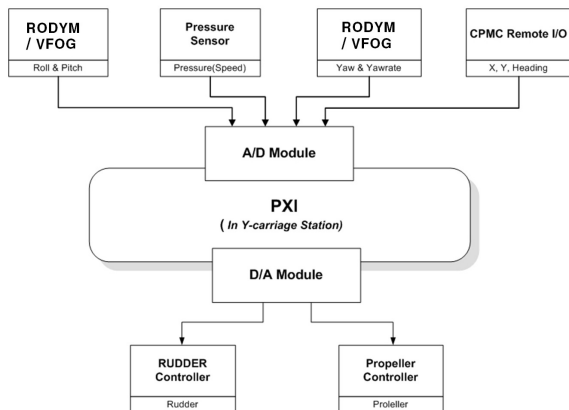 RODYM
/ VFOG
Roll & Pitch
Pressure
Sensor
Pressure(Speed)
RODYM
/ VFOG
Yaw & Yawrate
CPMC Remote I/O
X, Y, Heading
A/D Module
PXI
( In Y-carriage Station)
D/A Module
RUDDER
Controller
Rudder
Propeller
Controller
Proleller